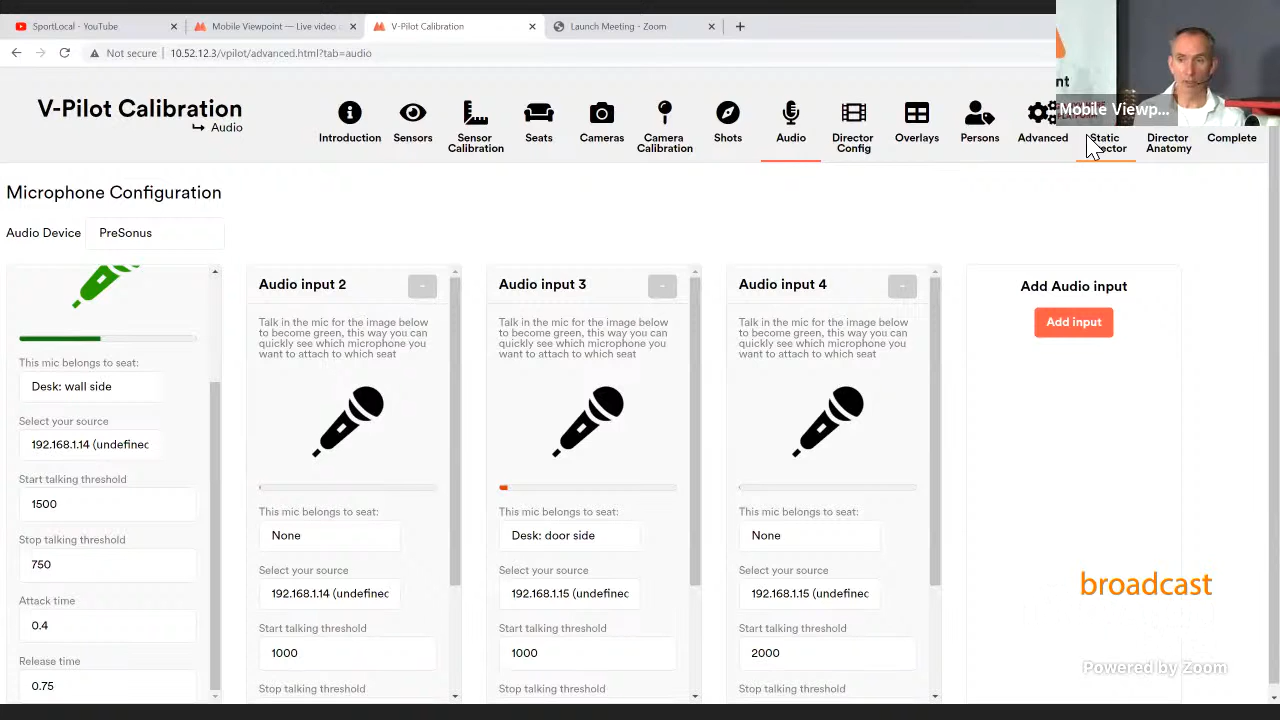 SportLocal - YouTube
Mobile Viewpoint — Live video
V-Pilot Calibration
Launch Meeting - Zoom
Not secure
10.52.12.3/vpilot/advanced.html?tab=audio
Mobile Viewp...
V-Pilot Calibration
Audio
Introduction
Sensors
Sensor
Calibration
Seats
Cameras
Camera
Calibration
Shots
Audio
Director
Config
Overlays
Persons
Advanced
Static
Director
Anatomy
Complete
Microphone Configuration
Audio Device
PreSonus
This mic belongs to seat:
Desk: wall side
Select your source
192.168.1.14 (undefined
Start talking threshold
1500
Stop talking threshold
750
Attack time
0.4
Release time
0.75
Audio input 2
-
Talk in the mic for the image below
to become green, this way you can
quickly see which microphone you
want to attach to which seat
This mic belongs to seat:
None
Select your source
192.168.1.14 (undefined
Start talking threshold
1000
Stop talking threshold
Audio input 3
-
Talk in the mic for the image below
to become green, this way you can
quickly see which microphone you
want to attach to which seat
This mic belongs to seat:
Desk: door side
Select your source
192.168.1.15 (undefined
Start talking threshold
1000
Stop talking threshold
Audio input 4
-
Talk in the mic for the image below
to become green, this way you can
quickly see which microphone you
want to attach to which seat
This mic belongs to seat:
None
Select your source
192.168.1.15 (undefined
Start talking threshold
2000
Stop talking threshold
Add Audio input
Add input
broadcast
Powered by Zoom